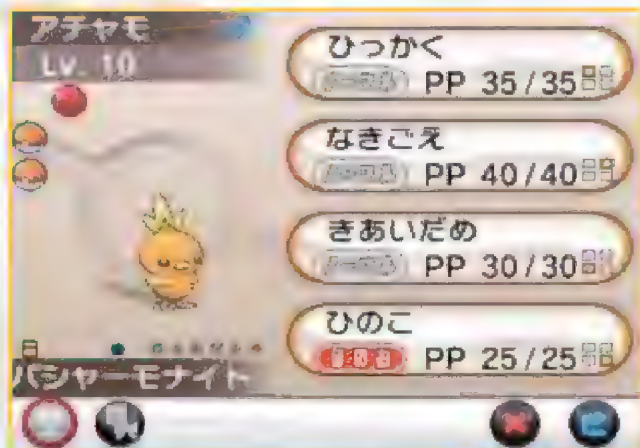 アチャモ
Lv. 10
ひっかく
PP 35/35
なきごえ
PP 40/40
きあいだめ
PP 30/30
ひのこ
PP 25/25
バシャーモナイト